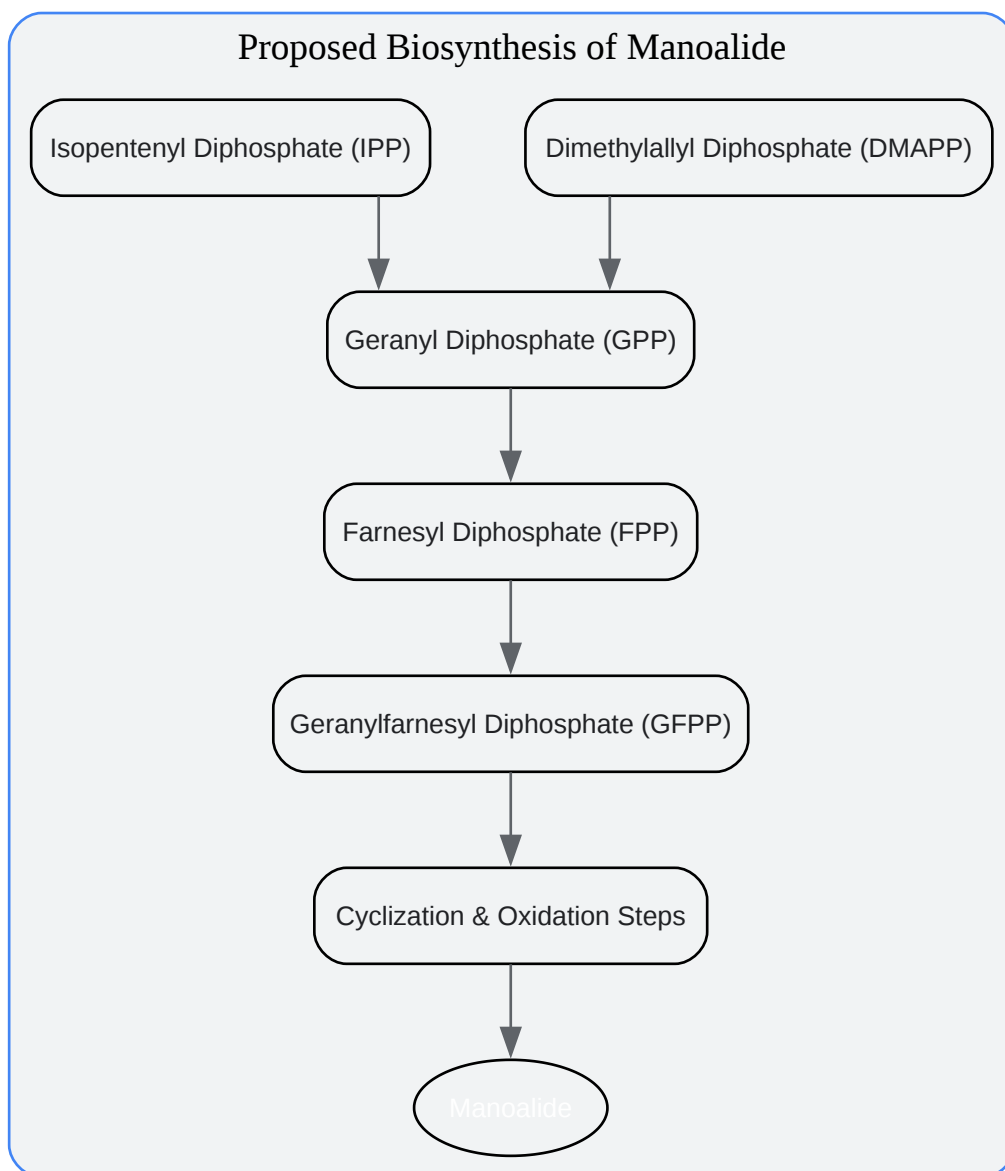 Proposed Biosynthesis of Manoalide
Isopentenyl Diphosphate (IPP)
Dimethylallyl Diphosphate (DMAPP)
Geranyl Diphosphate (GPP)
Farnesyl Diphosphate (FPP)
Geranylfarnesyl Diphosphate (GFPP)
Cyclization & Oxidation Steps
Manoalide